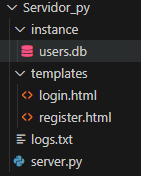 Servidor_py
instance
users.db
templates
login.html
register.html
logs.txt
server.py